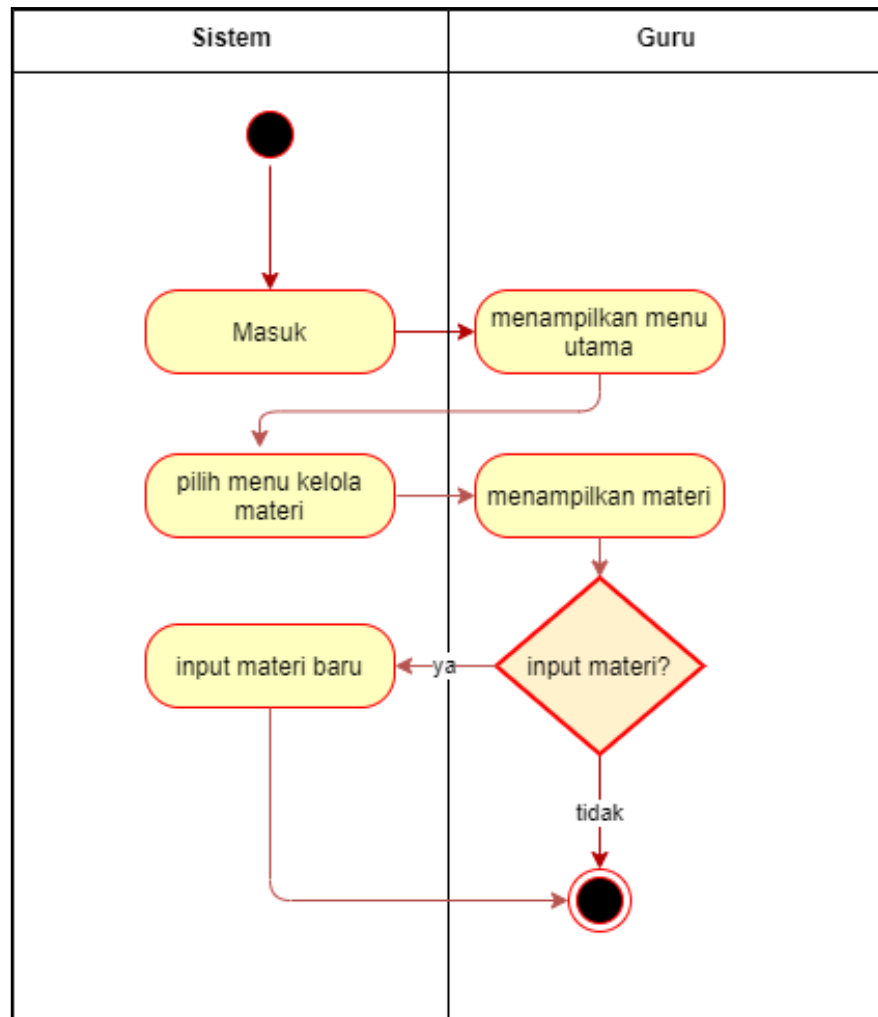 Sistem
Guru
Masuk
menampilkan menu
utama
pilih menu kelola
materi
menampilkan materi
input materi baru
ya
input materi?
tidak